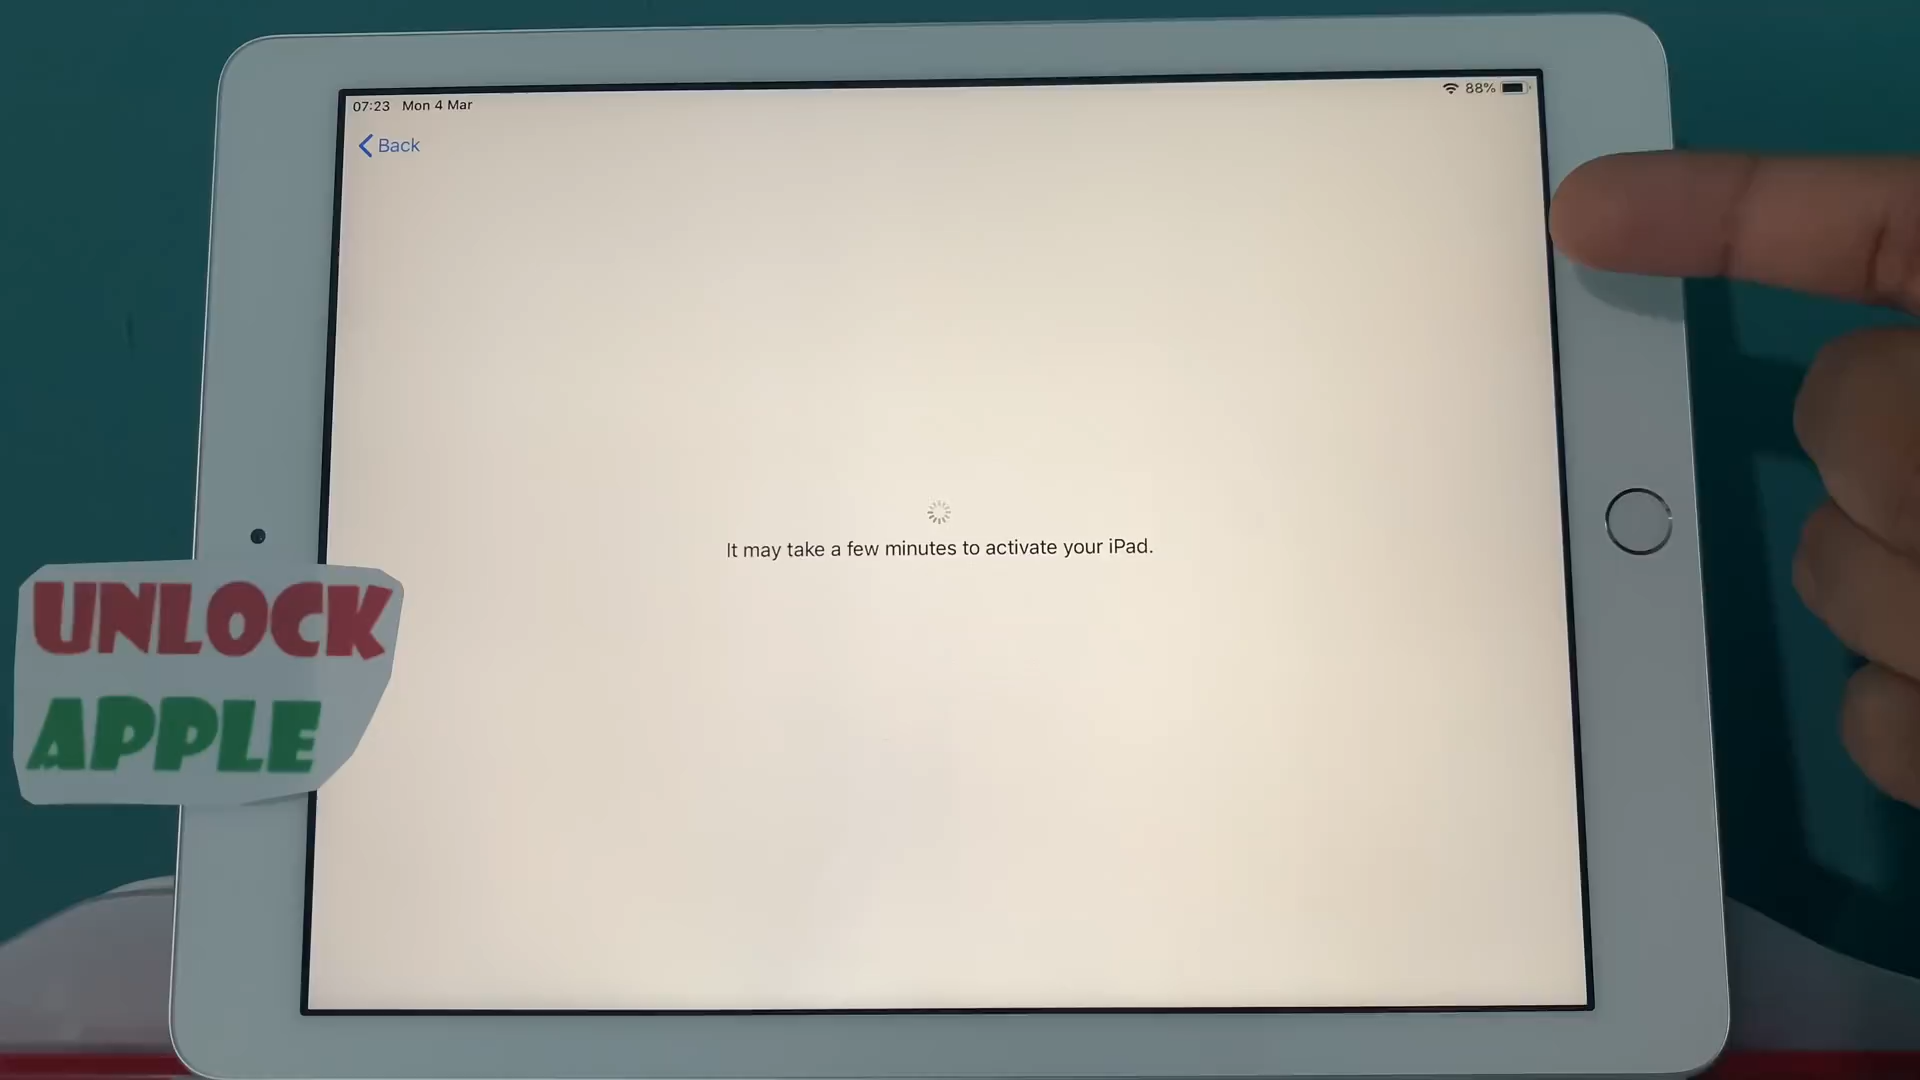 07:23 Mon 4 Mar
88%
Back
It may take a few minutes to activate your iPad.
UNLOCK
APPLE